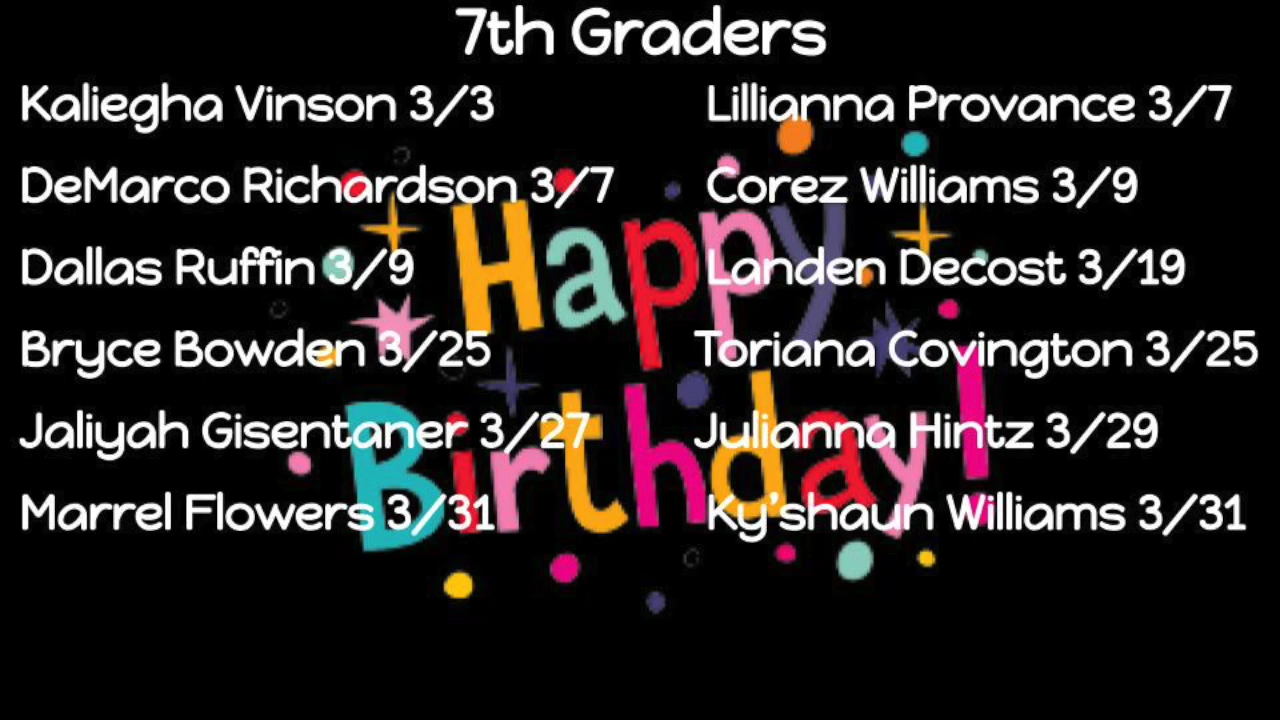 7th Graders
Kaliegha Vinson 3/3
Lillianna Provance 3/7
DeMarco Richardson 3/7
Corez Williams 3/9
Dallas Ruffin 3/9
Landen Decost 3/19
Bryce Bowden 3/25
Toriana Covington 3/25
Jaliyah Gisentaner 3/27
Julianna Hintz 3/29
Marrel Flowers 3/31
Ky'shaun Williams 3/31
Happy
Birthday!